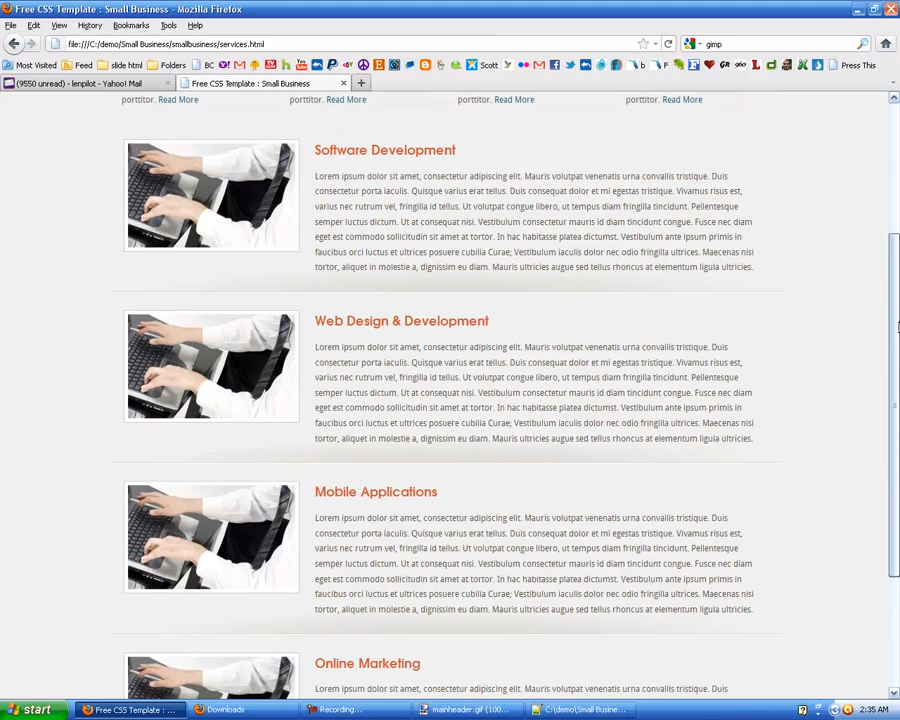 Free CSS Template : Small Business - Mozilla Firefox
File Edit View History Bookmarks Tools Help
file:///C:/demo/Small Business/smallbusiness/services.html
gimp
Most Visited Feed slide html Folders BC Scott b F GR L D Press This
(9550 unread) - lenpilot - Yahoo! Mail
Free CSS Template : Small Business
porttitor. Read More porttitor. Read More porttitor. Read More porttitor. Read More
Software Development
Lorem ipsum dolor sit amet, consectetur adipiscing elit. Mauris volutpat venenatis urna convallis tristique. Duis
consectetur porta iaculis. Quisque varius erat tellus. Duis consequat dolor et mi egestas tristique. Vivamus risus est,
varius nec rutrum vel, fringilla id tellus. Ut volutpat congue libero, ut tempus diam fringilla tincidunt. Pellentesque
semper luctus dictum. Ut at consequat nisi. Vestibulum consectetur mauris id diam tincidunt congue. Fusce nec diam
eget est commodo sollicitudin sit amet at tortor. In hac habitasse platea dictumst. Vestibulum ante ipsum primis in
faucibus orci luctus et ultrices posuere cubilia Curae; Vestibulum consectetur dolor nec odio fringilla dictum. Maecenas nisi
tortor, aliquet in molestie a, dignissim eu diam. Mauris ultricies augue sed tellus rhoncus at elementum ligula ultricies.
Web Design & Development
Lorem ipsum dolor sit amet, consectetur adipiscing elit. Mauris volutpat venenatis urna convallis tristique. Duis
consectetur porta iaculis. Quisque varius erat tellus. Duis consequat dolor et mi egestas tristique. Vivamus risus est,
varius nec rutrum vel, fringilla id tellus. Ut volutpat congue libero, ut tempus diam fringilla tincidunt. Pellentesque
semper luctus dictum. Ut at consequat nisi. Vestibulum consectetur mauris id diam tincidunt congue. Fusce nec diam
eget est commodo sollicitudin sit amet at tortor. In hac habitasse platea dictumst. Vestibulum ante ipsum primis in
faucibus orci luctus et ultrices posuere cubilia Curae; Vestibulum consectetur dolor nec odio fringilla dictum. Maecenas nisi
tortor, aliquet in molestie a, dignissim eu diam. Mauris ultricies augue sed tellus rhoncus at elementum ligula ultricies.
Mobile Applications
Lorem ipsum dolor sit amet, consectetur adipiscing elit. Mauris volutpat venenatis urna convallis tristique. Duis
consectetur porta iaculis. Quisque varius erat tellus. Duis consequat dolor et mi egestas tristique. Vivamus risus est,
varius nec rutrum vel, fringilla id tellus. Ut volutpat congue libero, ut tempus diam fringilla tincidunt. Pellentesque
semper luctus dictum. Ut at consequat nisi. Vestibulum consectetur mauris id diam tincidunt congue. Fusce nec diam
eget est commodo sollicitudin sit amet at tortor. In hac habitasse platea dictumst. Vestibulum ante ipsum primis in
faucibus orci luctus et ultrices posuere cubilia Curae; Vestibulum consectetur dolor nec odio fringilla dictum. Maecenas nisi
tortor, aliquet in molestie a, dignissim eu diam. Mauris ultricies augue sed tellus rhoncus at elementum ligula ultricies.
Online Marketing
Lorem ipsum dolor sit amet, consectetur adipiscing elit. Mauris volutpat venenatis urna convallis tristique. Duis
start Free CSS Template : ... Downloads Recording... mainheader.gif (100... C:\demo\Small Busine... 2:35 AM